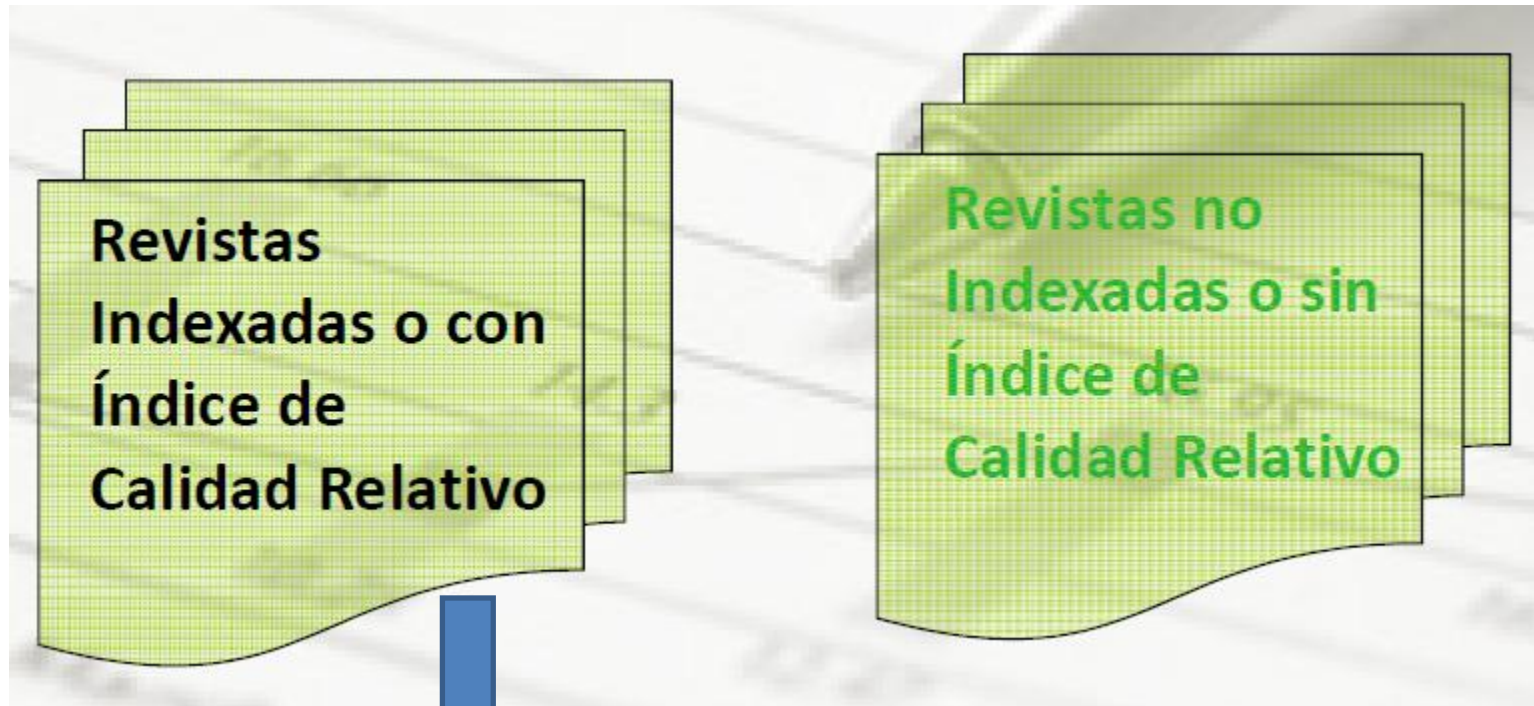 Revistas
Indexadas o con
Índice de
Calidad Relativo
Revistas no
Indexadas o sin
Índice de
Calidad Relativo